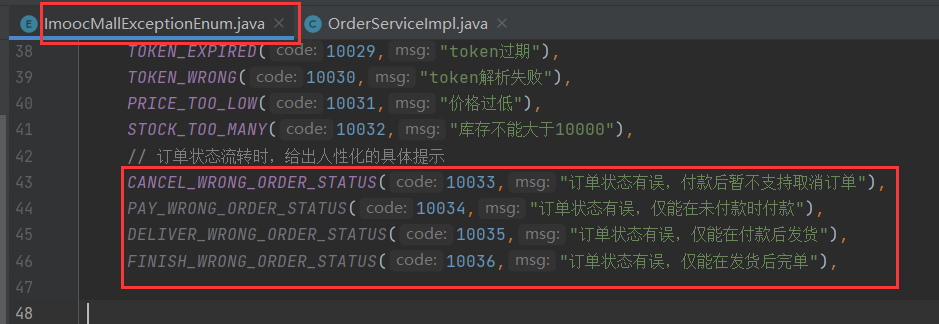 ImoocMallExceptionEnum.java × OrderServiceImpl.java ×
38 TOKEN_EXPIRED( code: 10029, msg: "token过期"),
39 TOKEN_WRONG( code: 10030, msg: "token解析失败"),
40 PRICE_TOO_LOW( code: 10031, msg: "价格过低"),
41 STOCK_TOO_MANY( code: 10032, msg: "库存不能大于10000"),
42 // 订单状态流转时，给出人性化的具体提示
43 CANCEL_WRONG_ORDER_STATUS( code: 10033, msg: "订单状态有误，付款后暂不支持取消订单"),
44 PAY_WRONG_ORDER_STATUS( code: 10034, msg: "订单状态有误，仅能在未付款时付款"),
45 DELIVER_WRONG_ORDER_STATUS( code: 10035, msg: "订单状态有误，仅能在付款后发货"),
46 FINISH_WRONG_ORDER_STATUS( code: 10036, msg: "订单状态有误，仅能在发货后完单"),
47
48